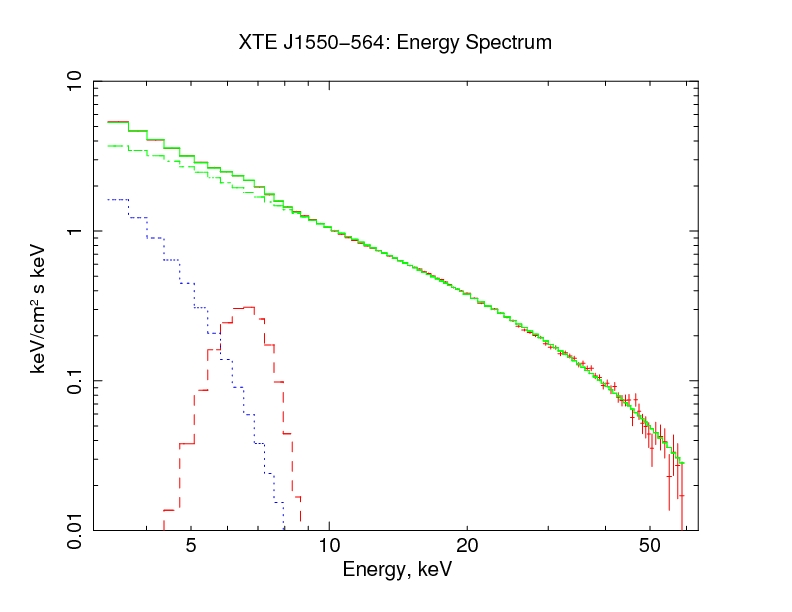 XTE J1550−564: Energy Spectrum
10
1
0.1
0.01
keV/cm² s keV
5 10 20 50
Energy, keV